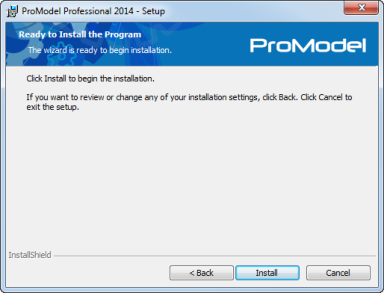 ProModel Professional 2014 - Setup
Ready to Install the Program
The wizard is ready to begin installation.
ProModel
Click Install to begin the installation.
If you want to review or change any of your installation settings, click Back. Click Cancel to
exit the setup.
InstallShield
< Back
Install
Cancel